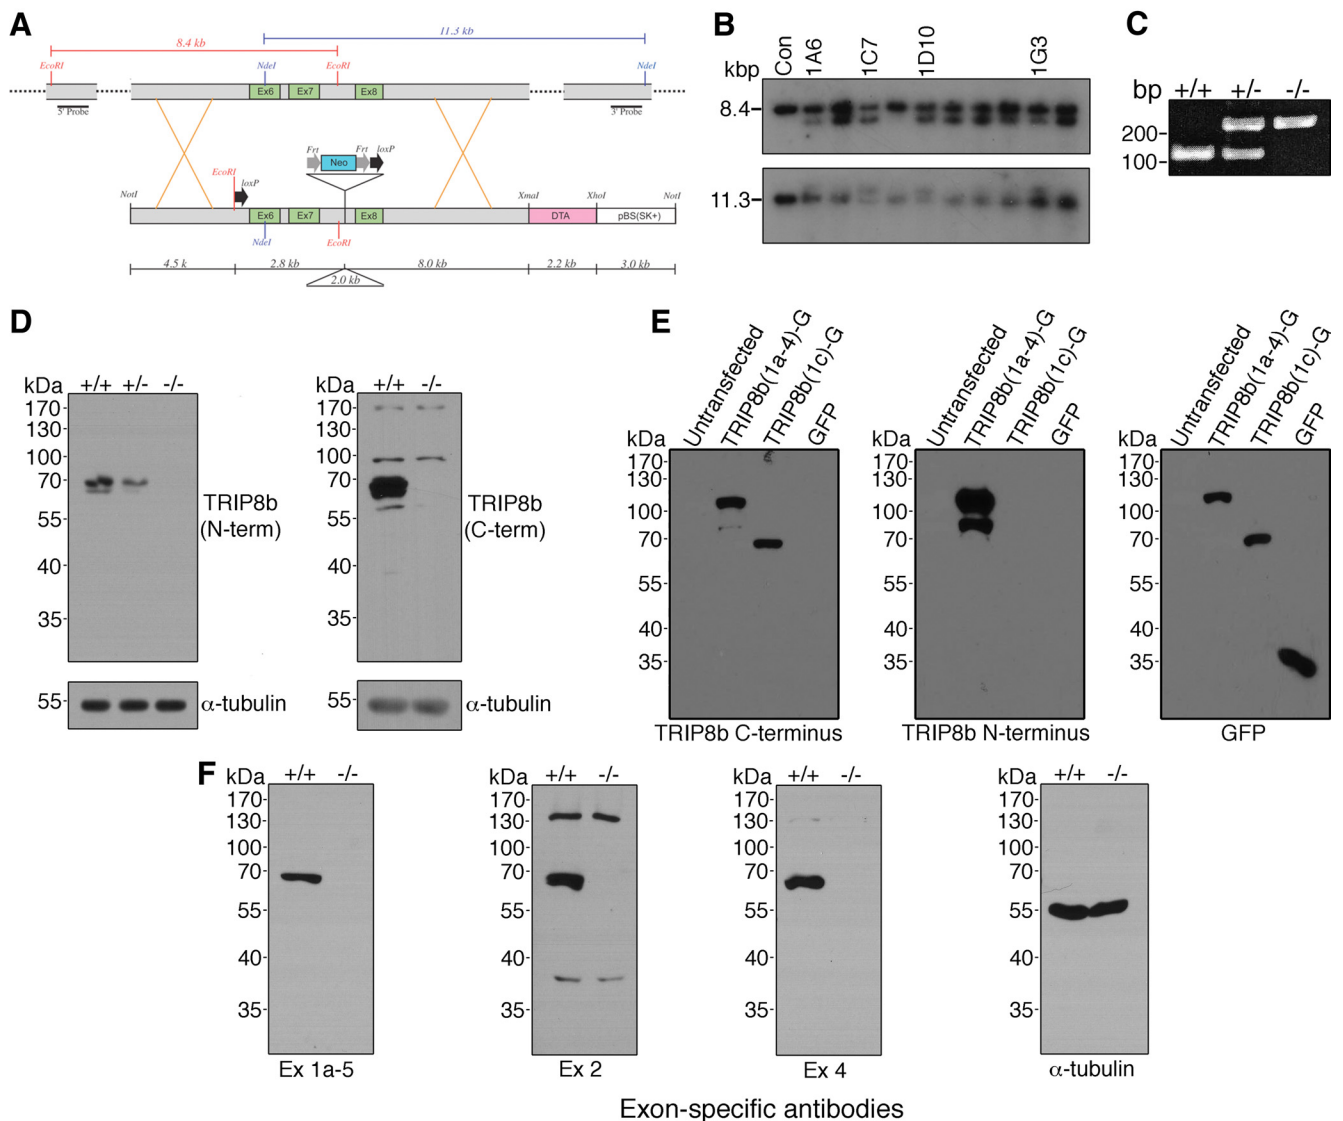 A
8.4 kb
11.3 kb
EcoRI
NdeI
EcoRI
NdeI
Ex6
Ex7
Ex8
5' Probe
3' Probe
Frt
Neo
Frt
loxP
NotI
EcoRI
loxP
XmaI
XhoI
NotI
Ex6
Ex7
Ex8
DTA
pBS(SK+)
NdeI
EcoRI
4.5 k
2.8 kb
8.0 kb
2.2 kb
3.0 kb
2.0 kb
B
kbp
Con
1A6
1C7
1D10
1G3
8.4
11.3
C
bp
+/+
+/-
-/-
200
100
D
kDa
+/+
+/-
-/-
170
130
100
70
55
40
35
TRIP8b
(N-term)
55
α-tubulin
kDa
+/+
-/-
170
130
100
70
55
40
35
TRIP8b
(C-term)
55
α-tubulin
E
Untransfected
TRIP8b(1a-4)-G
TRIP8b(1c)-G
GFP
kDa
170
130
100
70
55
40
35
TRIP8b C-terminus
Untransfected
TRIP8b(1a-4)-G
TRIP8b(1c)-G
GFP
kDa
170
130
100
70
55
40
35
TRIP8b N-terminus
Untransfected
TRIP8b(1a-4)-G
TRIP8b(1c)-G
GFP
kDa
170
130
100
70
55
40
35
GFP
F
kDa
+/+
-/-
170
130
100
70
55
40
35
Ex 1a-5
kDa
+/+
-/-
170
130
100
70
55
40
35
Ex 2
kDa
+/+
-/-
170
130
100
70
55
40
35
Ex 4
kDa
+/+
-/-
170
130
100
70
55
40
35
α-tubulin
Exon-specific antibodies